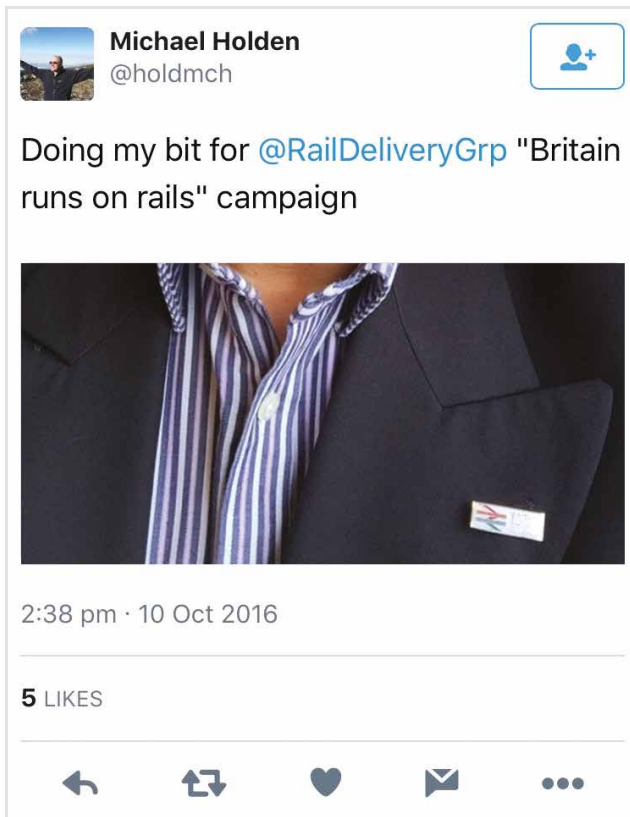 Michael Holden
@holdmch
Doing my bit for @RailDeliveryGrp "Britain
runs on rails" campaign
2:38 pm · 10 Oct 2016
5 LIKES